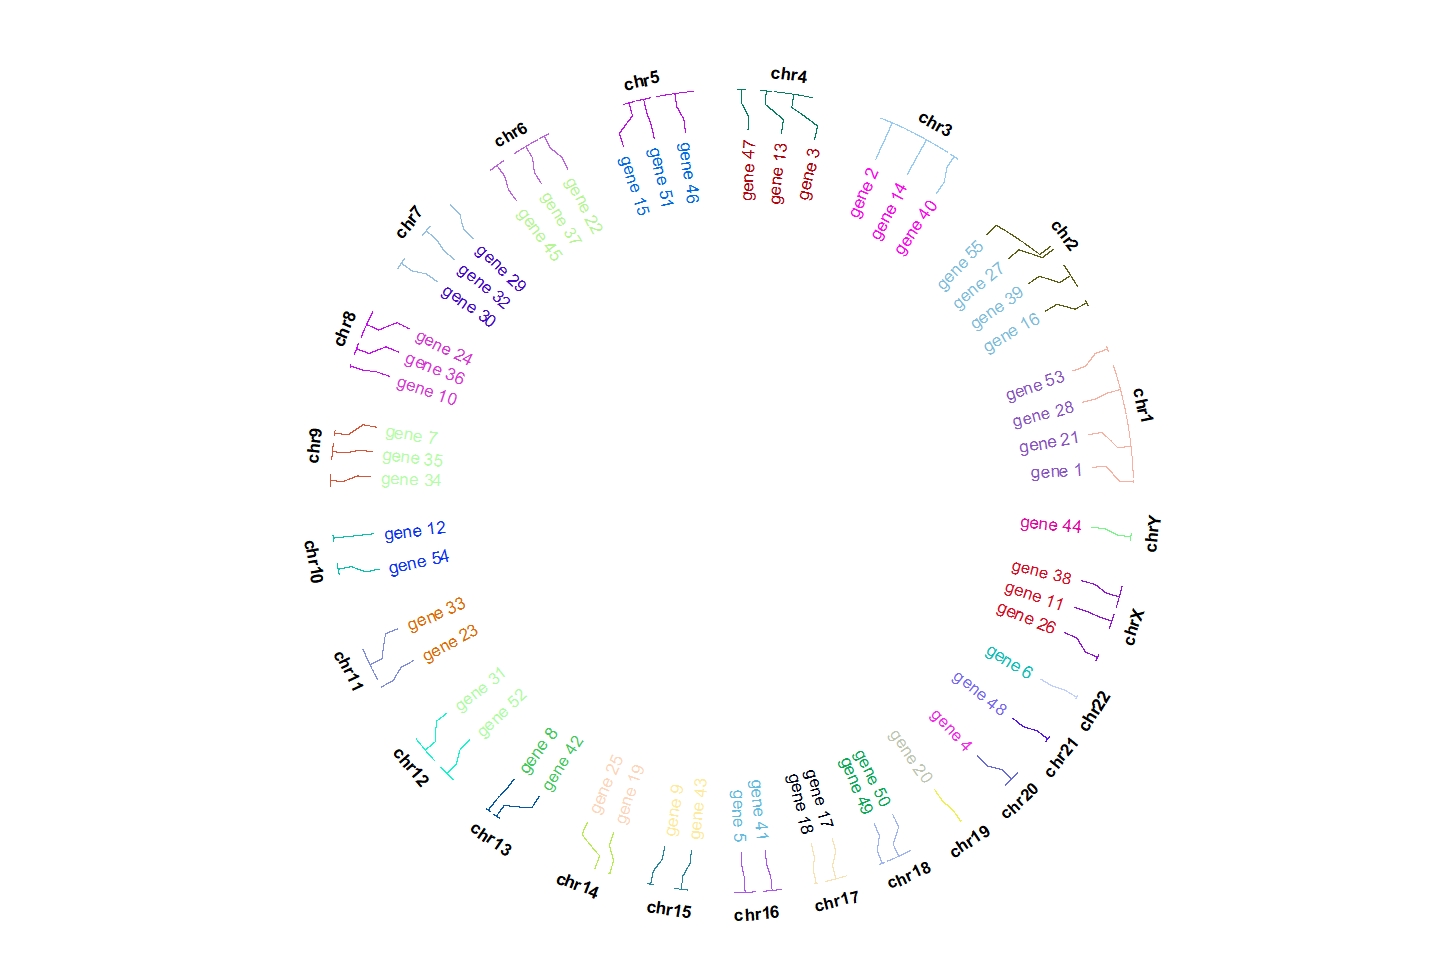 chr1
gene 53
gene 28
gene 21
gene 1
chr2
gene 55
gene 27
gene 39
gene 16
chr3
gene 2
gene 14
gene 40
chr4
gene 47
gene 13
gene 3
chr5
gene 15
gene 51
gene 46
chr6
gene 45
gene 37
gene 22
chr7
gene 29
gene 32
gene 30
chr8
gene 24
gene 36
gene 10
chr9
gene 7
gene 35
gene 34
chr10
gene 12
gene 54
chr11
gene 33
gene 23
chr12
gene 31
gene 52
chr13
gene 8
gene 42
chr14
gene 25
gene 19
chr15
gene 9
gene 43
chr16
gene 5
gene 41
chr17
gene 18
gene 17
chr18
gene 49
gene 50
chr19
gene 20
chr20
gene 4
chr21
gene 48
chr22
gene 6
chrX
gene 38
gene 11
gene 26
chrY
gene 44